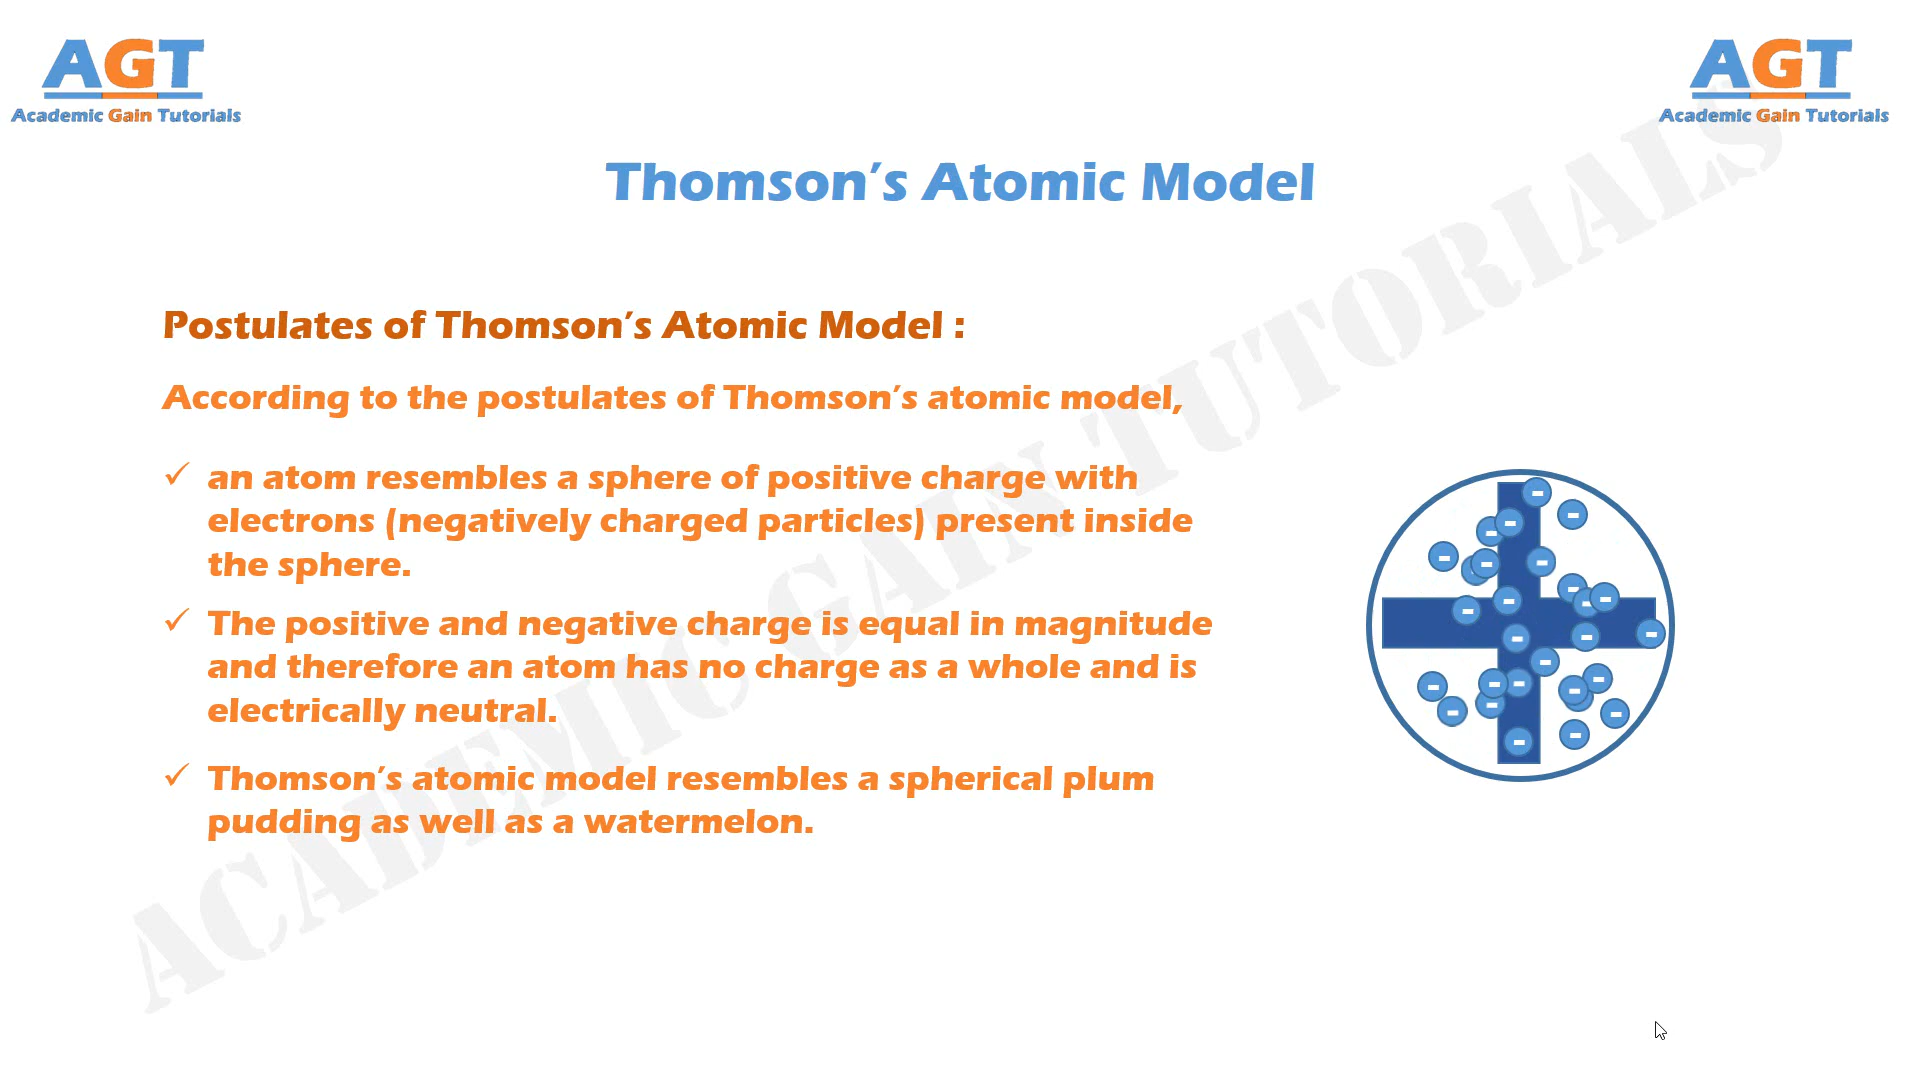 AGT
Academic Gain Tutorials
AGT
Academic Gain Tutorials
Thomson's Atomic Model
Postulates of Thomson's Atomic Model :
According to the postulates of Thomson's atomic model,
✓ an atom resembles a sphere of positive charge with
electrons (negatively charged particles) present inside
the sphere.
✓ The positive and negative charge is equal in magnitude
and therefore an atom has no charge as a whole and is
electrically neutral.
✓ Thomson's atomic model resembles a spherical plum
pudding as well as a watermelon.
ACADEMIC GAIN TUTORIALS